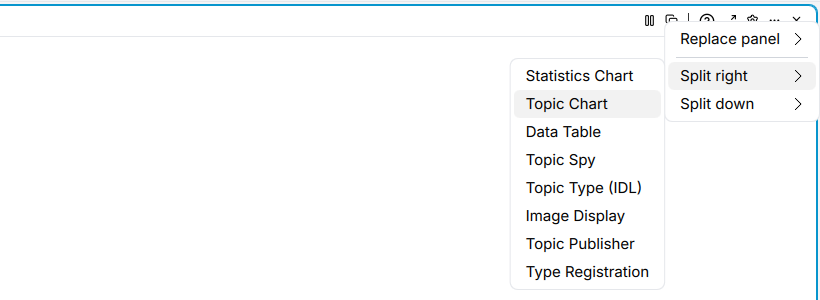 Replace panel
Split right
Split down
Statistics Chart
Topic Chart
Data Table
Topic Spy
Topic Type (IDL)
Image Display
Topic Publisher
Type Registration